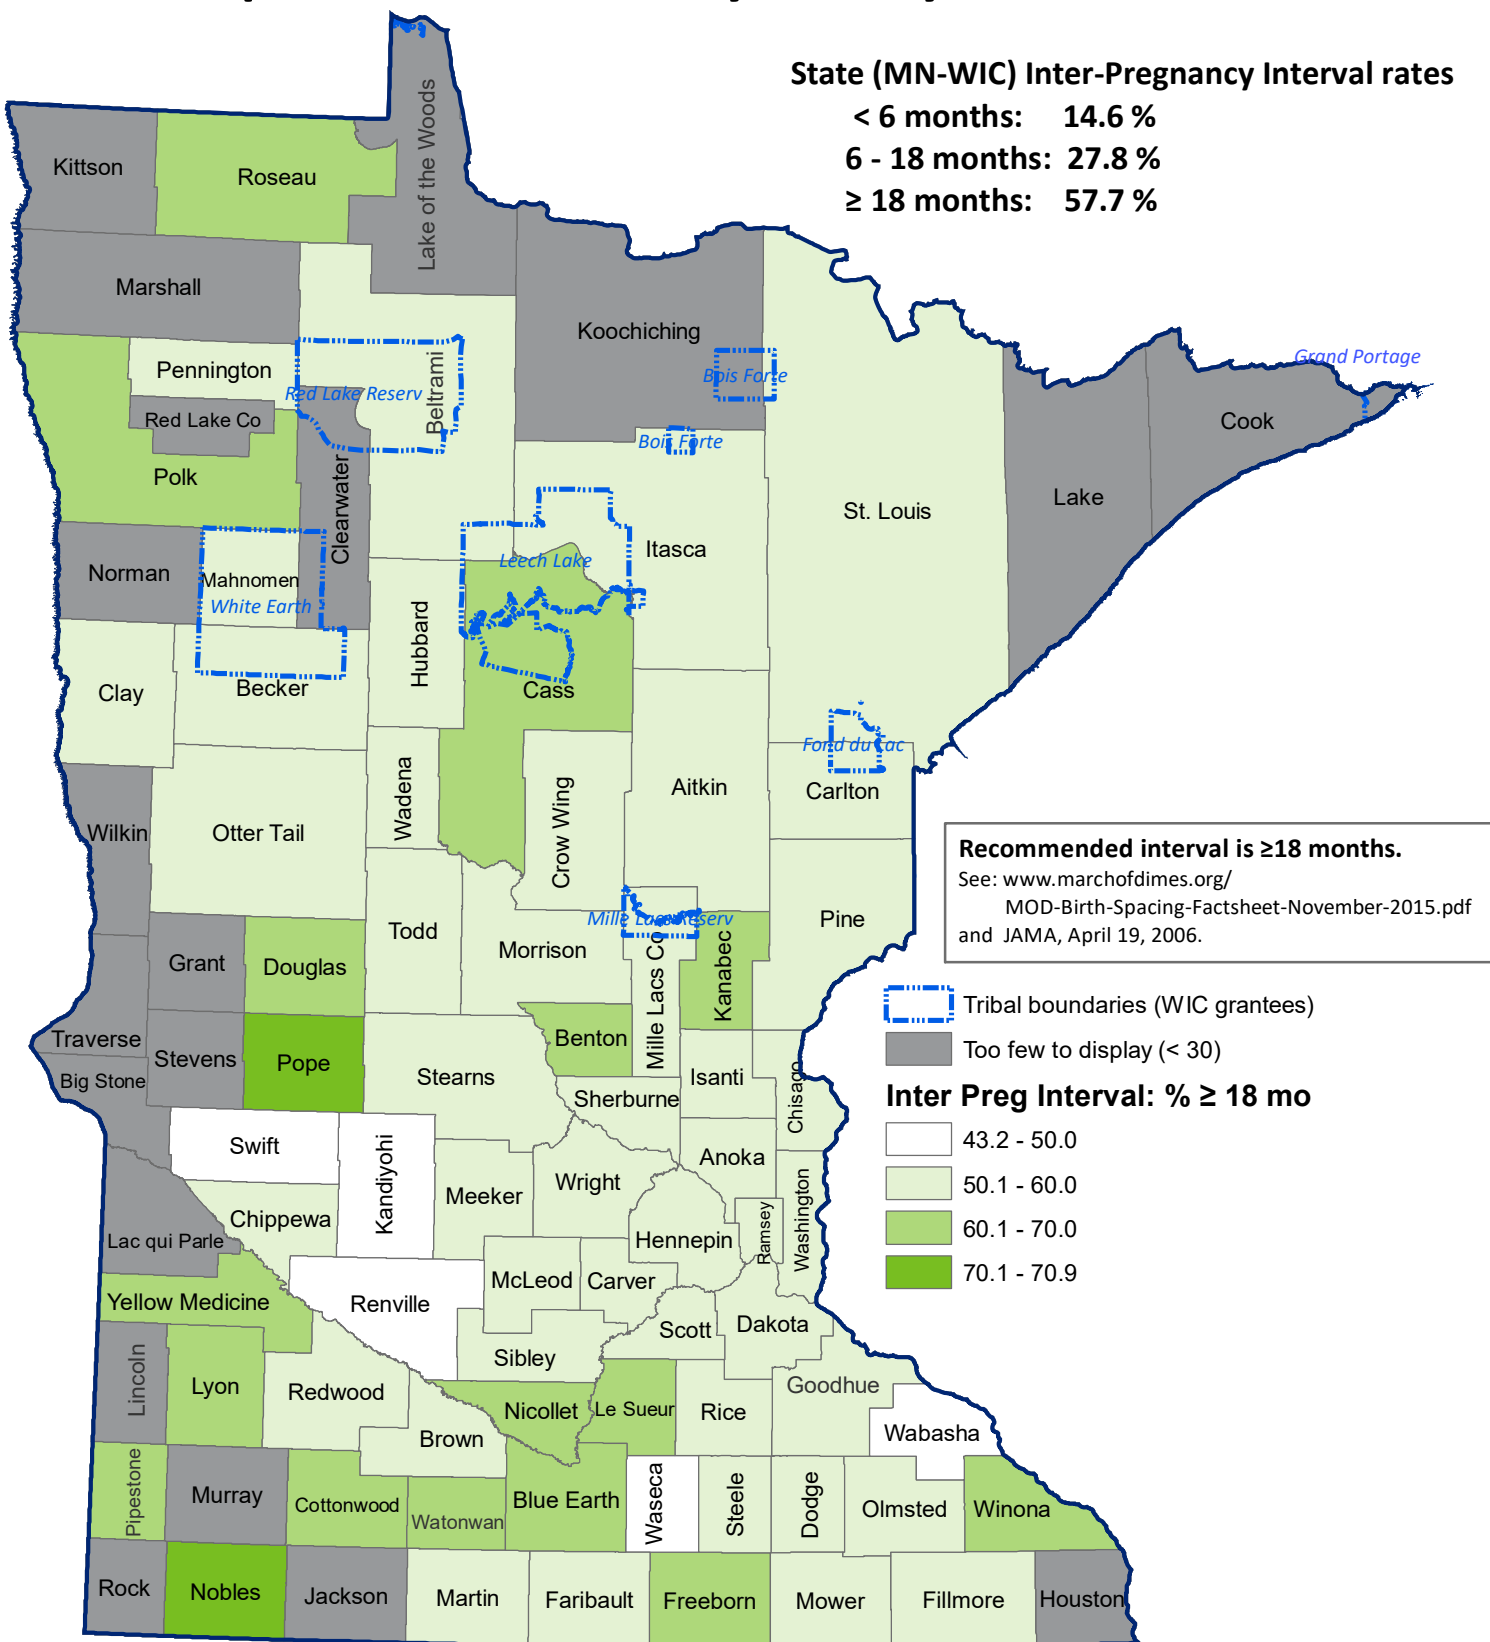 State (MN-WIC) Inter-Pregnancy Interval rates
< 6 months: 14.6 %
6 - 18 months: 27.8 %
≥ 18 months: 57.7 %
Kittson
Roseau
Lake of the Woods
Marshall
Koochiching
Pennington
Red Lake Reserv
Beltrami
Bois Forte
Grand Portage
Red Lake Co
Bois Forte
Cook
Polk
Clearwater
Lake
St. Louis
Itasca
Norman
Mahnomen
White Earth
Leech Lake
Hubbard
Clay
Becker
Cass
Fond du Lac
Wadena
Crow Wing
Aitkin
Carlton
Wilkin
Otter Tail
Recommended interval is ≥18 months.
See: www.marchofdimes.org/
MOD-Birth-Spacing-Factsheet-November-2015.pdf
and JAMA, April 19, 2006.
Todd
Morrison
Mille Lacs Reserv
Mille Lacs Co
Kanabec
Pine
Grant
Douglas
Tribal boundaries (WIC grantees)
Traverse
Stevens
Pope
Benton
Too few to display (< 30)
Big Stone
Stearns
Sherburne
Isanti
Chisago
Inter Preg Interval: % ≥ 18 mo
43.2 - 50.0
50.1 - 60.0
60.1 - 70.0
70.1 - 70.9
Swift
Kandiyohi
Meeker
Wright
Anoka
Washington
Chippewa
Lac qui Parle
Hennepin
Ramsey
Yellow Medicine
Renville
McLeod
Carver
Scott
Dakota
Lincoln
Lyon
Redwood
Sibley
Nicollet
Le Sueur
Rice
Goodhue
Wabasha
Brown
Pipestone
Murray
Cottonwood
Watonwan
Blue Earth
Waseca
Steele
Dodge
Olmsted
Winona
Rock
Nobles
Jackson
Martin
Faribault
Freeborn
Mower
Fillmore
Houston